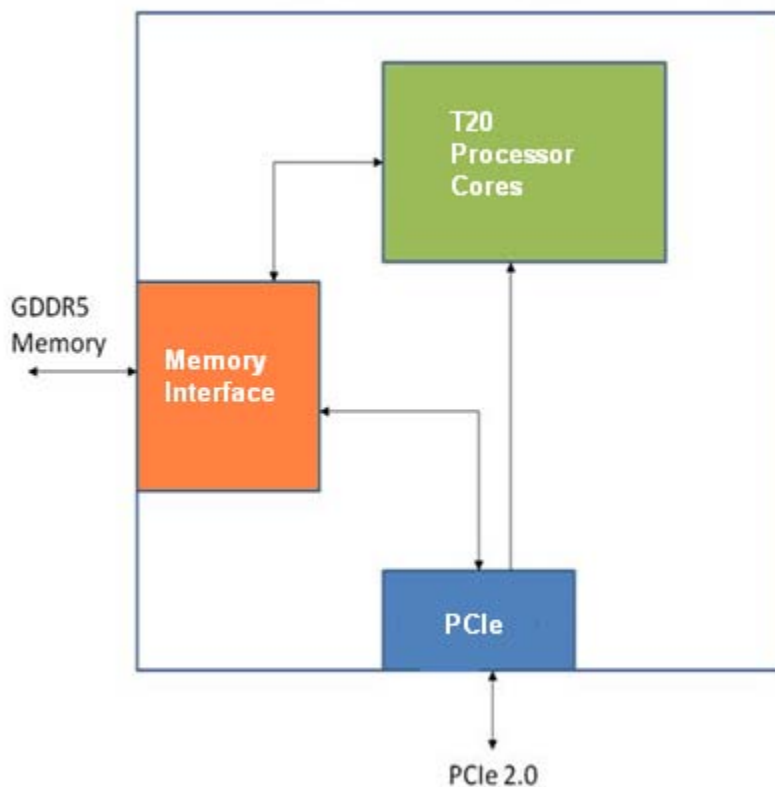 T20
Processor
Cores
GDDR5
Memory
Memory
Interface
PCIe
PCIe 2.0